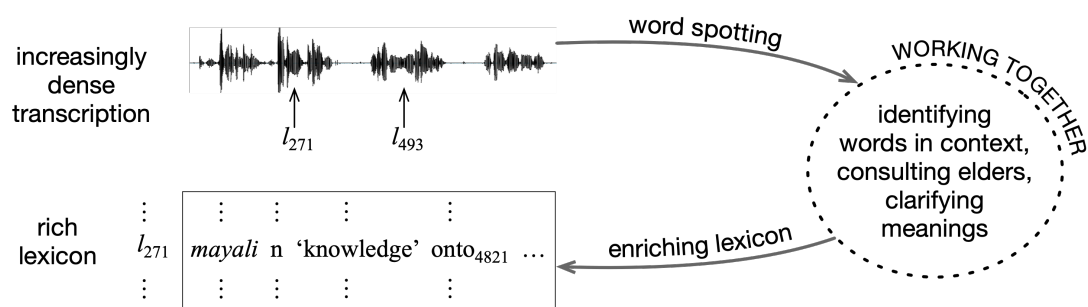 increasingly
dense
transcription
l271
l493
word spotting
WORKING TOGETHER
identifying
words in context,
consulting elders,
clarifying
meanings
enriching lexicon
rich
lexicon
l271 mayali n ‘knowledge’ onto4821 …